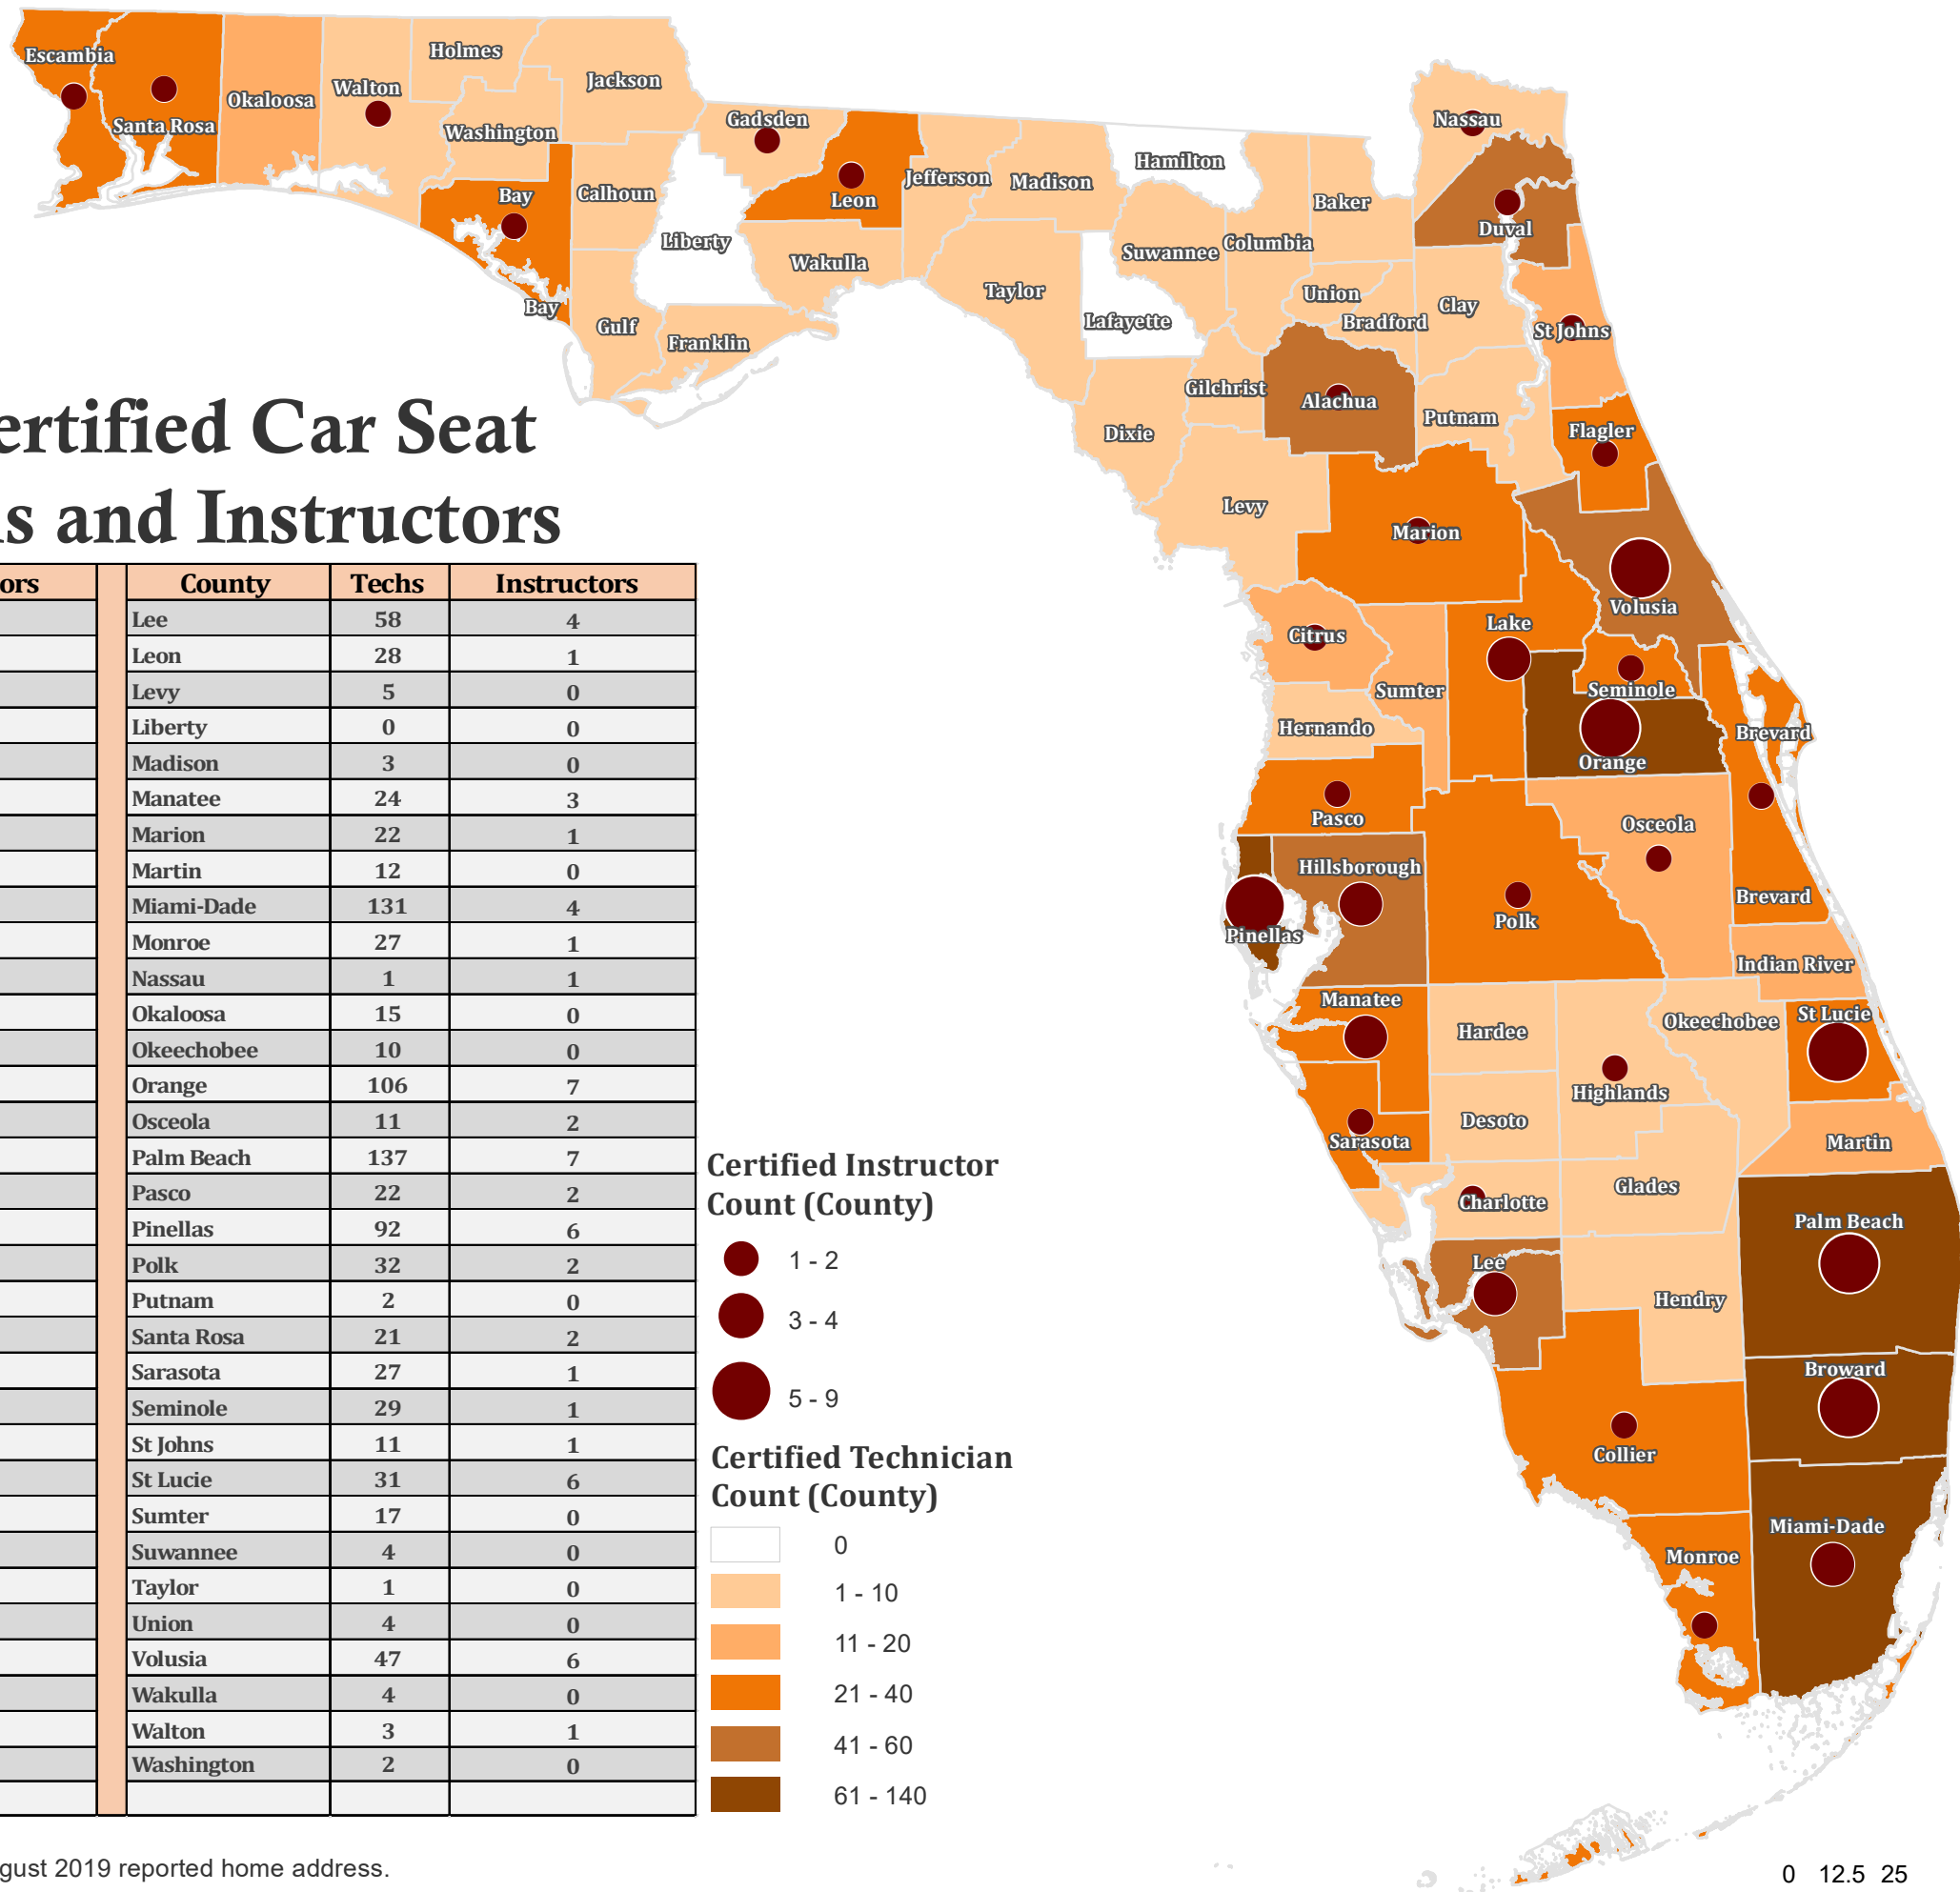 ertified Car Seat
s and Instructors
ors County Techs Instructors
Lee 58 4
Leon 28 1
Levy 5 0
Liberty 0 0
Madison 3 0
Manatee 24 3
Marion 22 1
Martin 12 0
Miami-Dade 131 4
Monroe 27 1
Nassau 1 1
Okaloosa 15 0
Okeechobee 10 0
Orange 106 7
Osceola 11 2
Palm Beach 137 7
Pasco 22 2
Pinellas 92 6
Polk 32 2
Putnam 2 0
Santa Rosa 21 2
Sarasota 27 1
Seminole 29 1
St Johns 11 1
St Lucie 31 6
Sumter 17 0
Suwannee 4 0
Taylor 1 0
Union 4 0
Volusia 47 6
Wakulla 4 0
Walton 3 1
Washington 2 0
gust 2019 reported home address.
Certified Instructor
Count (County)
1 - 2
3 - 4
5 - 9
Certified Technician
Count (County)
0
1 - 10
11 - 20
21 - 40
41 - 60
61 - 140
Escambia
Santa Rosa
Okaloosa
Walton
Holmes
Washington
Jackson
Bay
Bay
Calhoun
Gulf
Liberty
Franklin
Gadsden
Leon
Wakulla
Jefferson
Madison
Taylor
Hamilton
Suwannee
Lafayette
Columbia
Baker
Nassau
Duval
Union
Bradford
Clay
St Johns
Gilchrist
Alachua
Putnam
Dixie
Flagler
Levy
Marion
Volusia
Citrus
Lake
Sumter
Seminole
Hernando
Orange
Brevard
Pasco
Osceola
Hillsborough
Brevard
Pinellas
Polk
Indian River
Manatee
Hardee
Okeechobee
St Lucie
Highlands
Sarasota
Desoto
Martin
Charlotte
Glades
Palm Beach
Lee
Hendry
Broward
Collier
Miami-Dade
Monroe
0 12.5 25